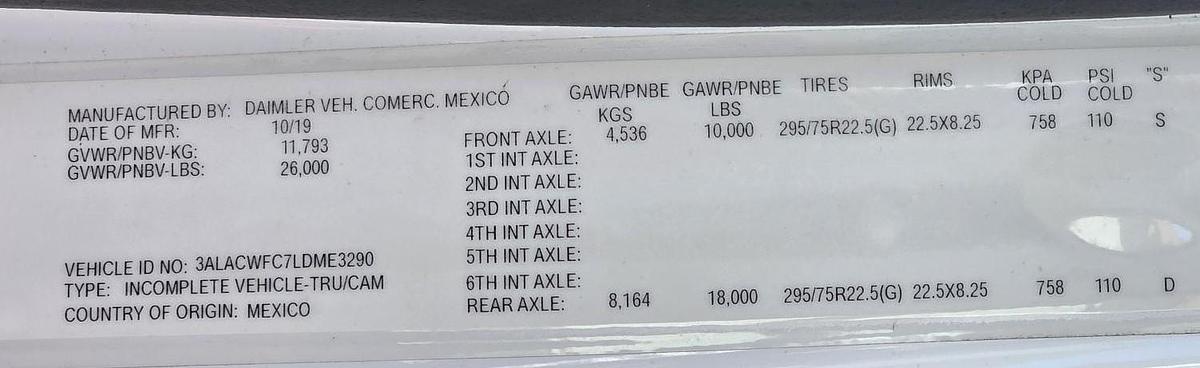 MANUFACTURED BY: DAIMLER VEH. COMERC. MEXICÓ
DATE OF MFR: 10/19
GVWR/PNBV-KG: 11,793
GVWR/PNBV-LBS: 26,000
VEHICLE ID NO: 3ALACWFC7LDME3290
TYPE: INCOMPLETE VEHICLE-TRU/CAM
COUNTRY OF ORIGIN: MEXICO
GAWR/PNBE KGS GAWR/PNBE LBS TIRES RIMS KPA COLD PSI COLD "S"
FRONT AXLE: 4,536 10,000 295/75R22.5(G) 22.5X8.25 758 110 S
1ST INT AXLE:
2ND INT AXLE:
3RD INT AXLE:
4TH INT AXLE:
5TH INT AXLE:
6TH INT AXLE:
REAR AXLE: 8,164 18,000 295/75R22.5(G) 22.5X8.25 758 110 D